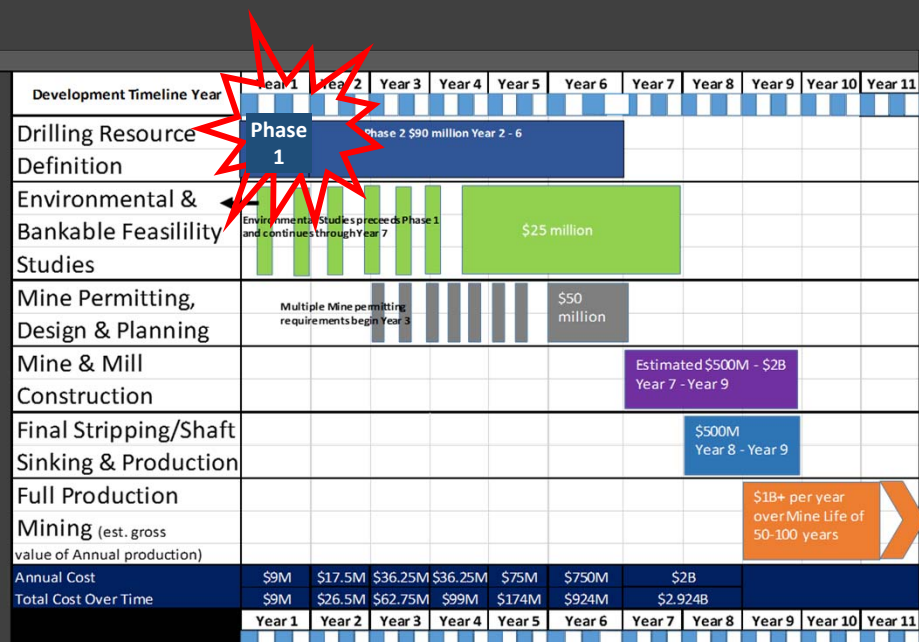 Development Timeline Year
Year 1 Year 2 Year 3 Year 4 Year 5 Year 6 Year 7 Year 8 Year 9 Year 10 Year 11
Drilling Resource
Definition
Phase
1
Phase 2 $90 million Year 2 - 6
Environmental &
Bankable Feasilility
Studies
Environmental Studies preceeds Phase 1
and continues through Year 7
$25 million
Mine Permitting,
Design & Planning
Multiple Mine permitting
requirements begin Year 3
$50
million
Mine & Mill
Construction
Estimated $500M - $2B
Year 7 - Year 9
Final Stripping/Shaft
Sinking & Production
$500M
Year 8 - Year 9
Full Production
Mining (est. gross
value of Annual production)
$1B+ per year
over Mine Life of
50-100 years
Annual Cost $9M $17.5M $36.25M $36.25M $75M $750M $2B
Total Cost Over Time $9M $26.5M $62.75M $99M $174M $924M $2.924B
Year 1 Year 2 Year 3 Year 4 Year 5 Year 6 Year 7 Year 8 Year 9 Year 10 Year 11